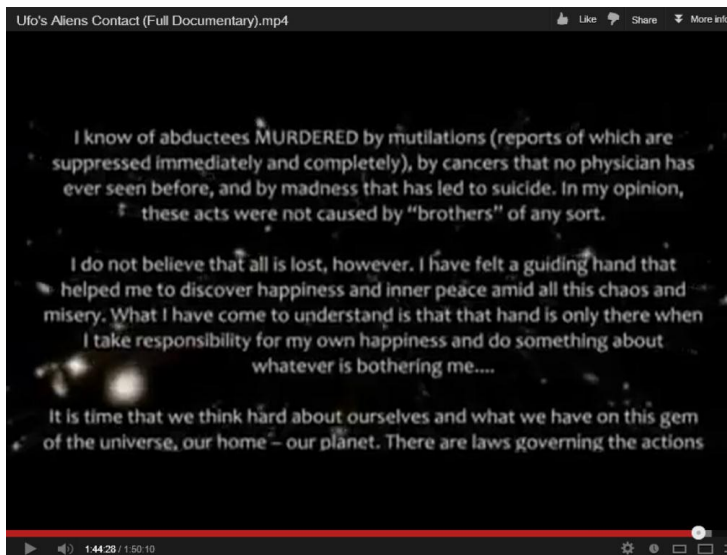 Ufo's Aliens Contact (Full Documentary).mp4 Like Share More info
I know of abductees MURDERED by mutilations (reports of which are
suppressed immediately and completely), by cancers that no physician has
ever seen before, and by madness that has led to suicide. In my opinion,
these acts were not caused by "brothers" of any sort.
I do not believe that all is lost, however. I have felt a guiding hand that
helped me to discover happiness and inner peace amid all this chaos and
misery. What I have come to understand is that that hand is only there when
I take responsibility for my own happiness and do something about
whatever is bothering me....
It is time that we think hard about ourselves and what we have on this gem
of the universe, our home – our planet. There are laws governing the actions
1:44:28 / 1:50:10